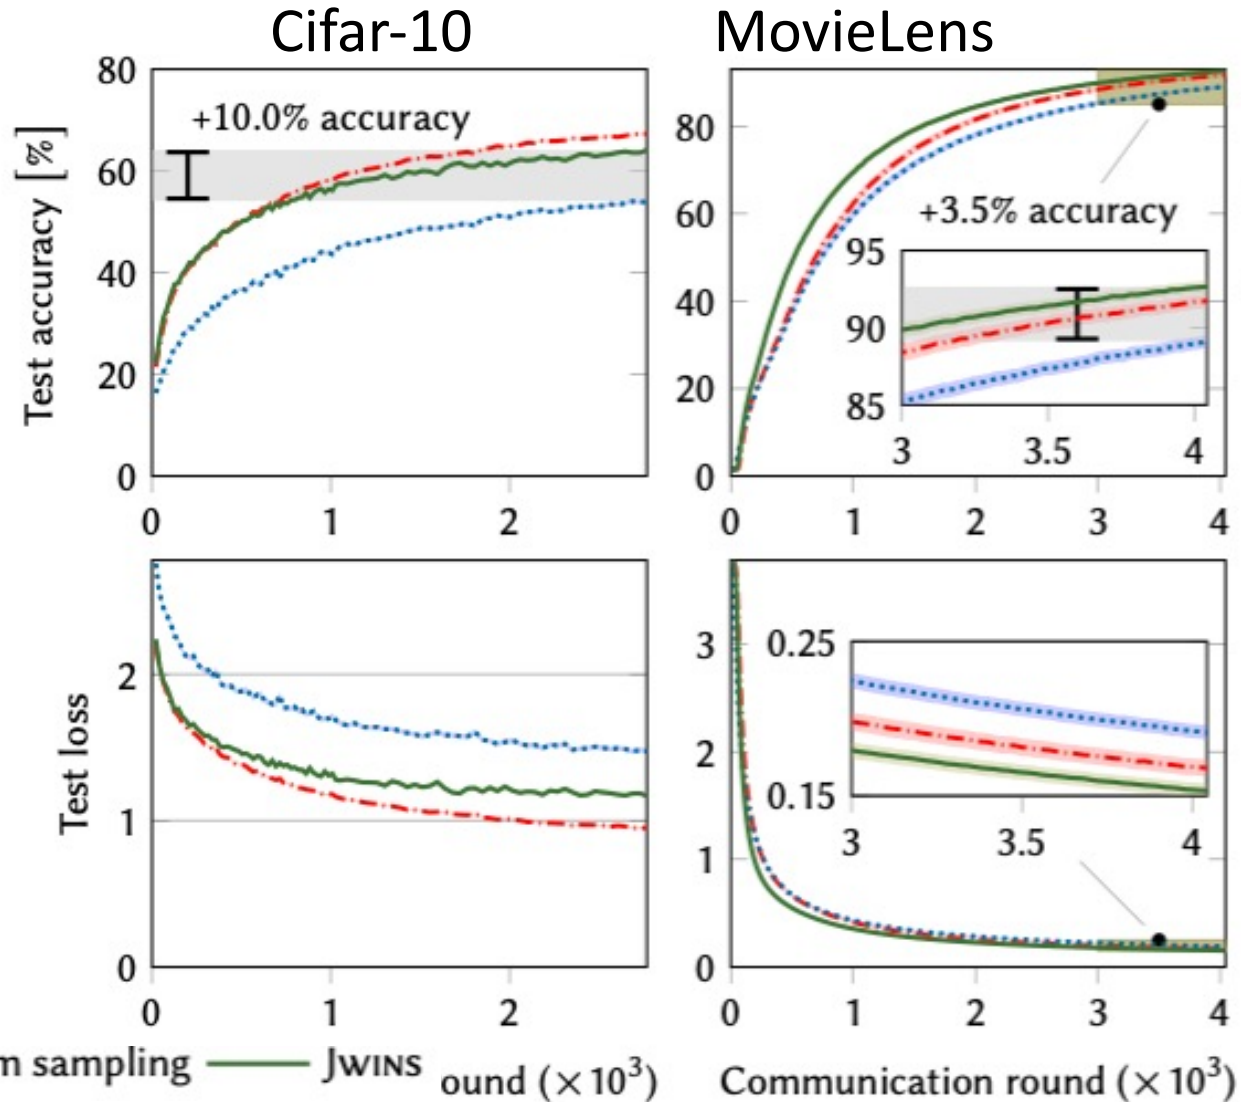 Cifar-10
MovieLens
Test accuracy [%]
80
60
40
20
0
+10.0% accuracy
0 1 2
80
60
40
20
0
+3.5% accuracy
95
90
85
3 3.5 4
0 1 2 3 4
Test loss
2
1
0
0 1 2
3
2
1
0
0.25
0.15
3 3.5 4
0 1 2 3 4
m sampling JWINS
ound (×10³)
Communication round (×10³)